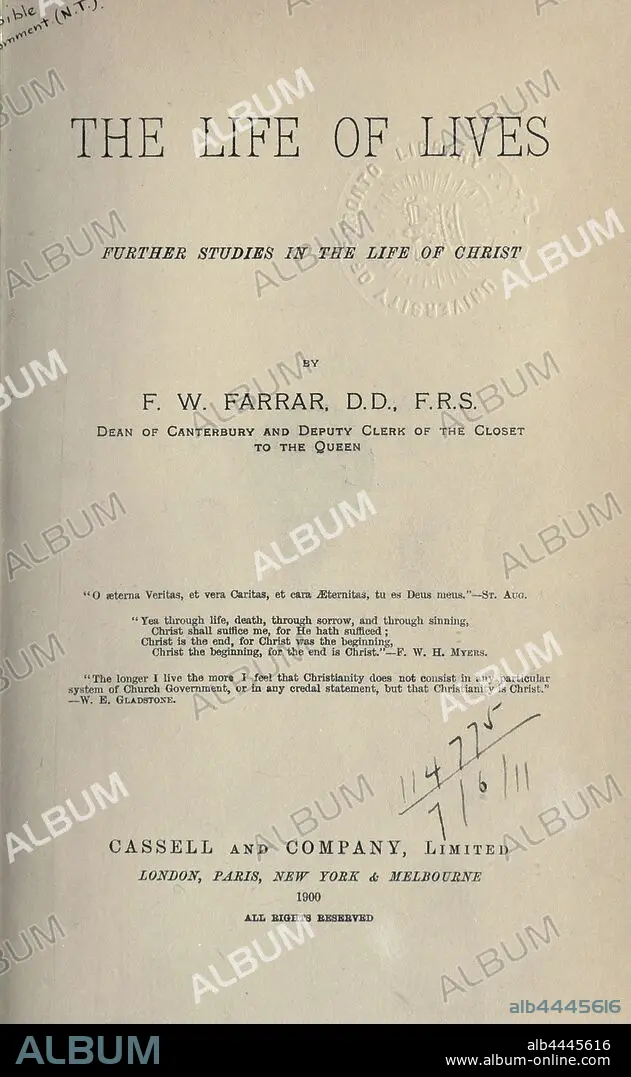 Bible
Comment (N.T.).
THE LIFE OF LIVES
FURTHER STUDIES IN THE LIFE OF CHRIST
BY
F. W. FARRAR, D.D., F.R.S.
DEAN OF CANTERBURY AND DEPUTY CLERK OF THE CLOSET
TO THE QUEEN
"O æterna Veritas, et vera Caritas, et cara Æternitas, tu es Deus meus."—ST. AUG.
"Yea through life, death, through sorrow, and through sinning,
Christ shall suffice me, for He hath sufficed;
Christ is the end, for Christ was the beginning,
Christ the beginning, for the end is Christ."—F. W. H. MYERS.
"The longer I live the more I feel that Christianity does not consist in any particular
system of Church Government, or in any credal statement, but that Christianity is Christ."
—W. E. GLADSTONE.
114775
7/6/11
CASSELL AND COMPANY, LIMITED
LONDON, PARIS, NEW YORK & MELBOURNE
1900
ALL RIGHTS RESERVED
alb4445616
ALBUM
alb4445616
www.album-online.com